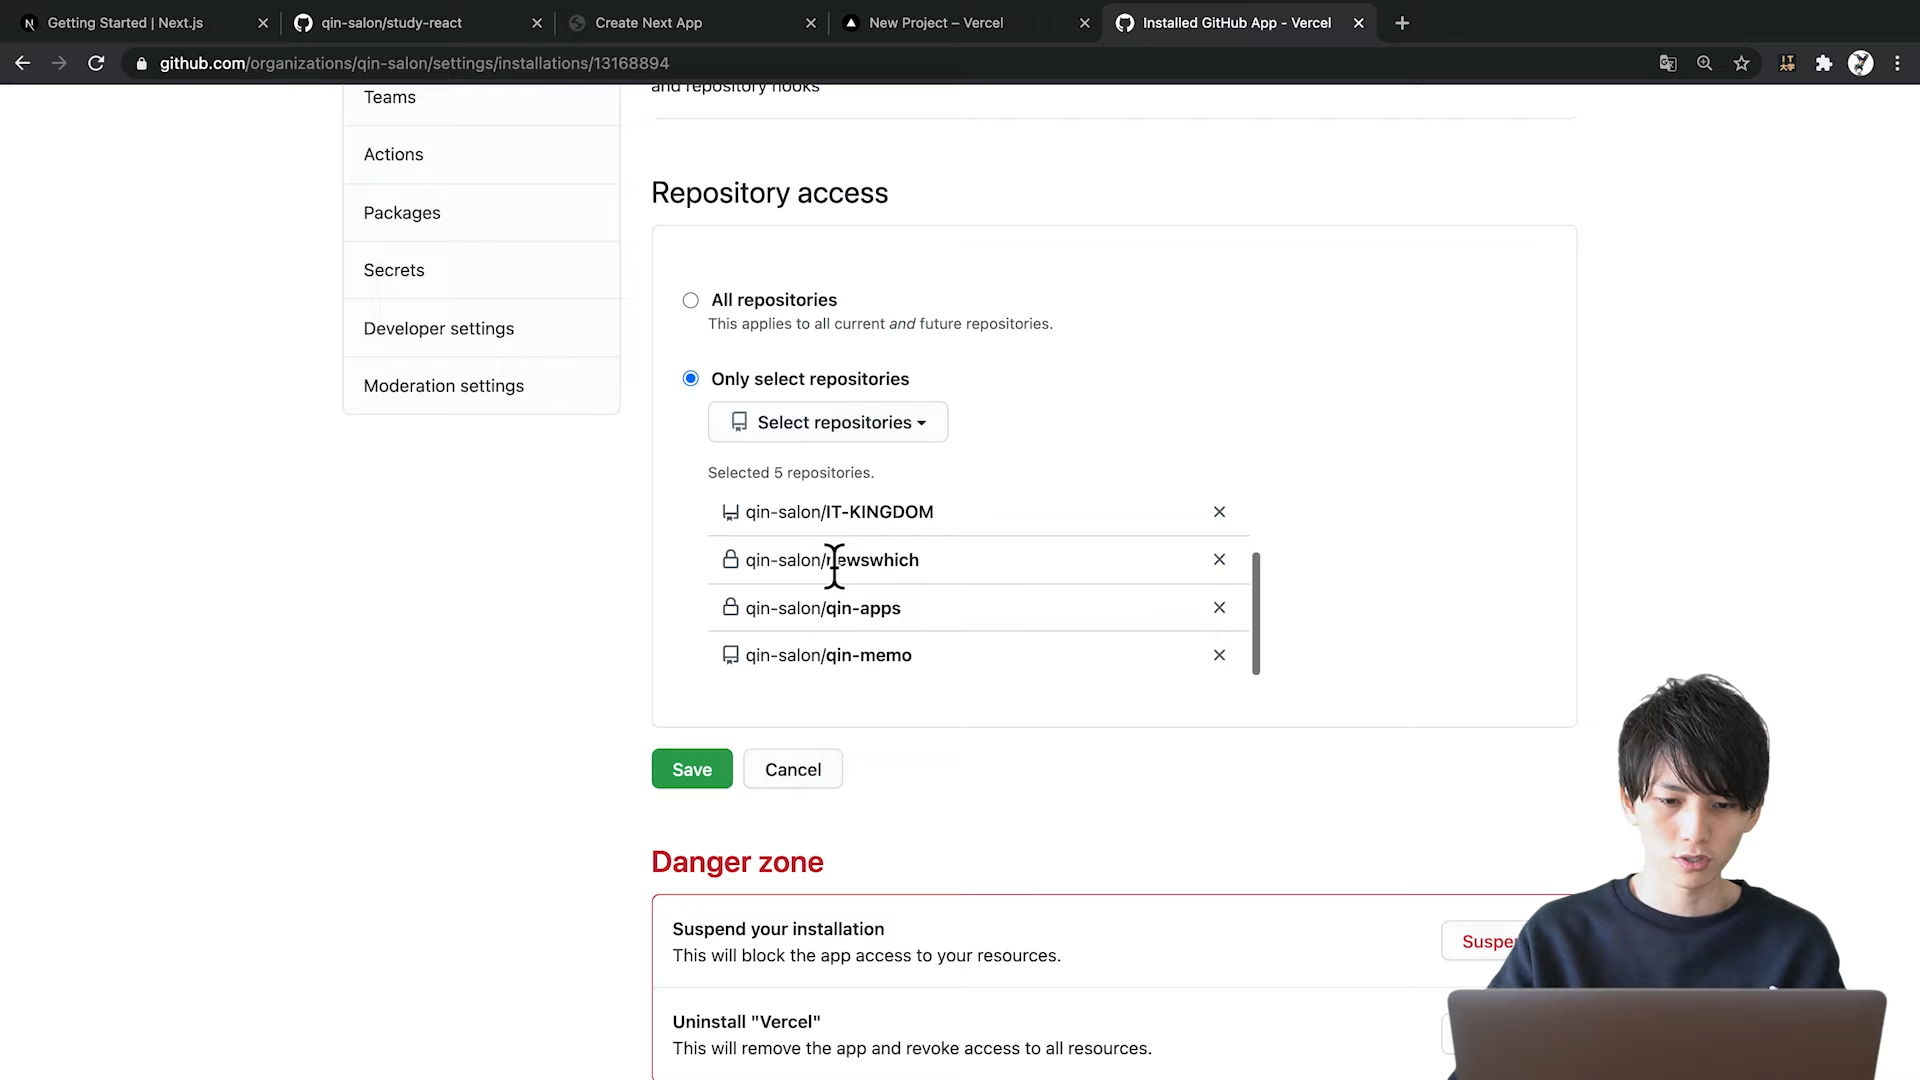 Getting Started | Next.js
qin-salon/study-react
Create Next App
New Project – Vercel
Installed GitHub App - Vercel
github.com/organizations/qin-salon/settings/installations/13168894
Teams
Actions
Packages
Secrets
Developer settings
Moderation settings
and repository hooks
Repository access
All repositories
This applies to all current and future repositories.
Only select repositories
Select repositories
Selected 5 repositories.
qin-salon/IT-KINGDOM
qin-salon/newswhich
qin-salon/qin-apps
qin-salon/qin-memo
Save
Cancel
Danger zone
Suspend your installation
This will block the app access to your resources.
Suspe
Uninstall "Vercel"
This will remove the app and revoke access to all resources.